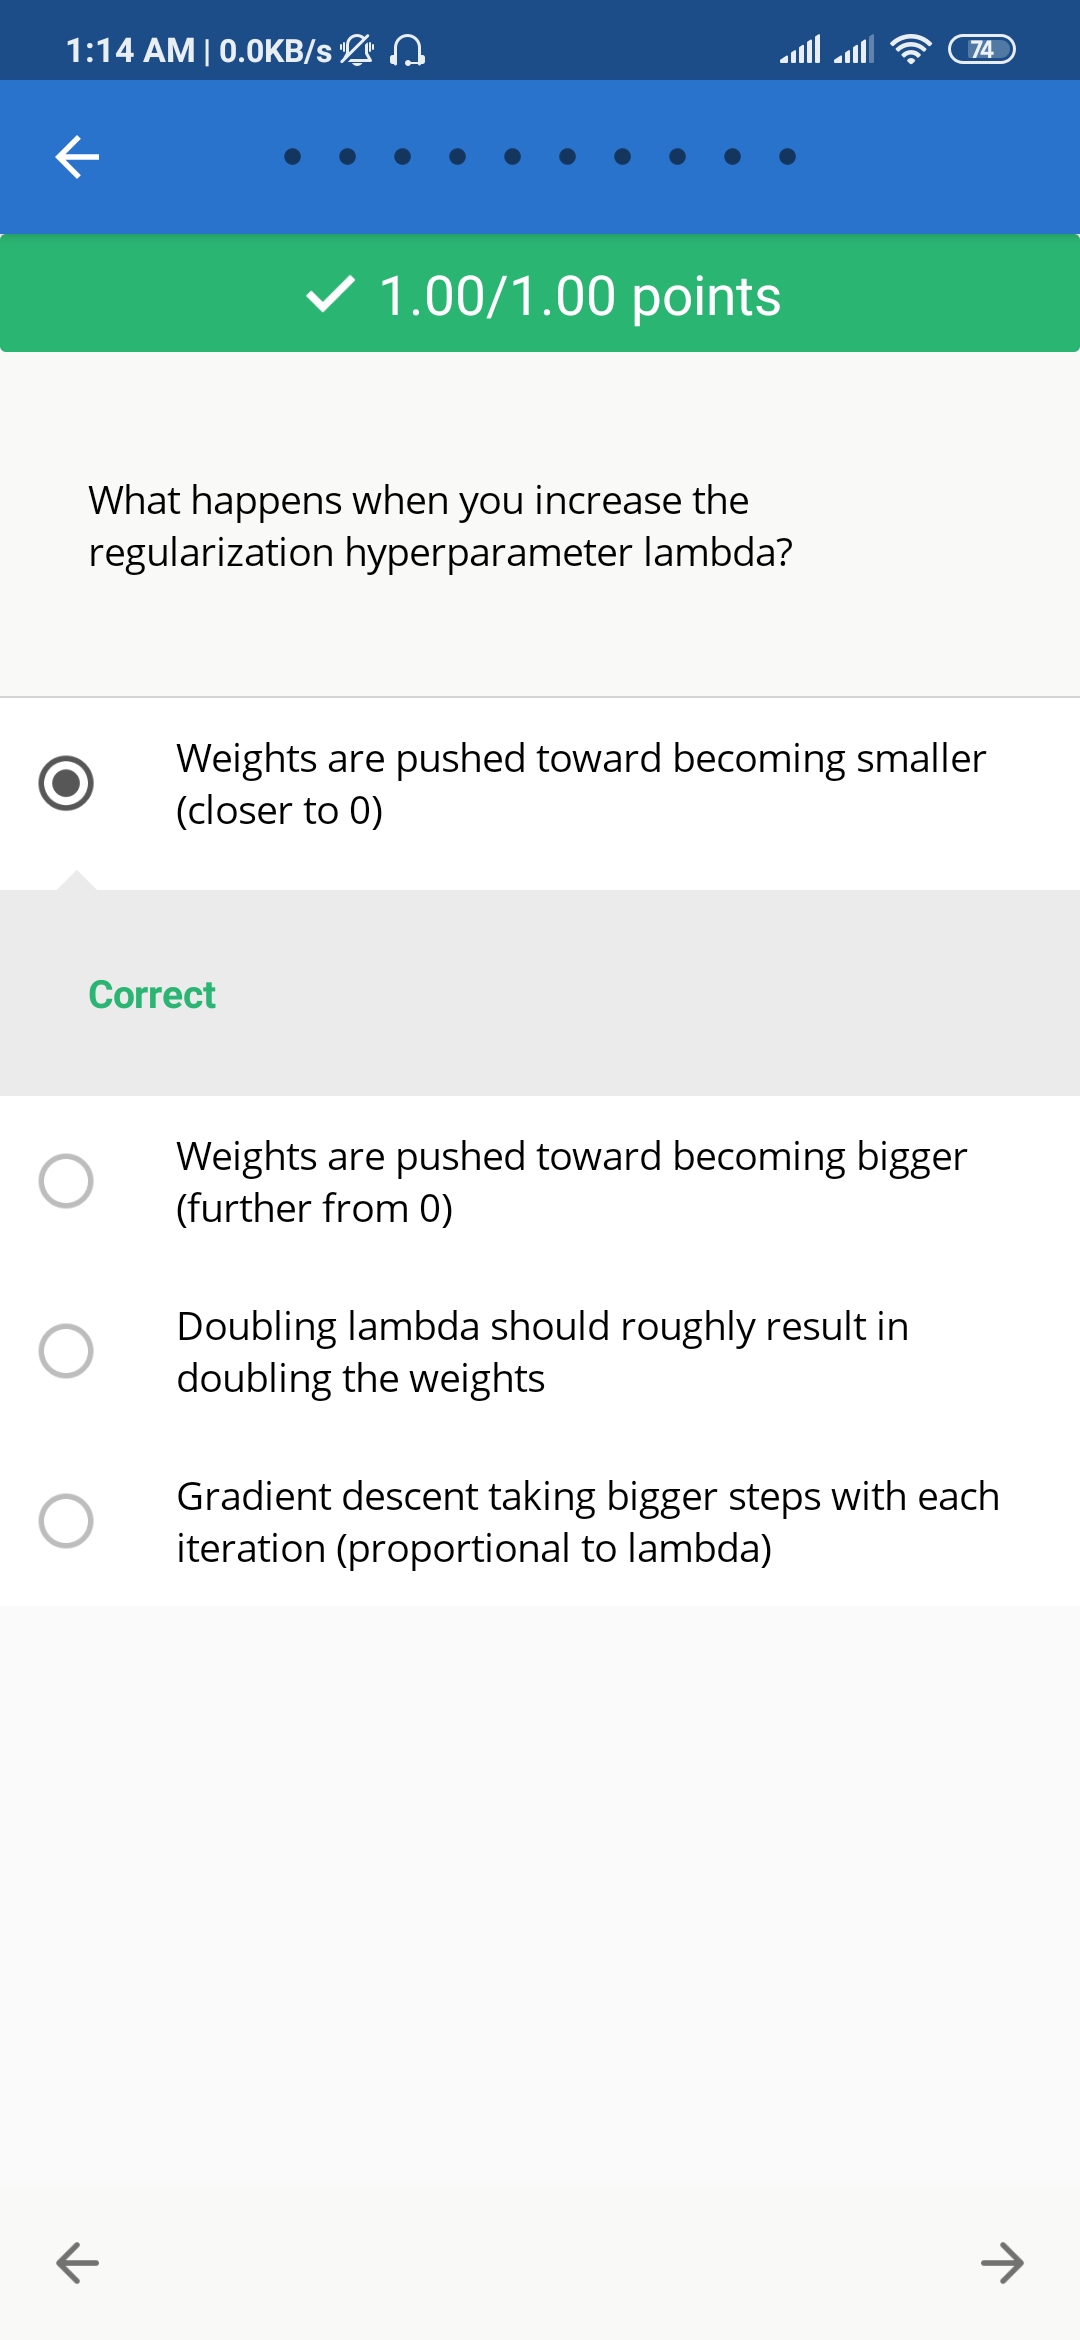 1:14 AM | 0.0KB/s
74
1.00/1.00 points
What happens when you increase the
regularization hyperparameter lambda?
Weights are pushed toward becoming smaller
(closer to 0)
Correct
Weights are pushed toward becoming bigger
(further from 0)
Doubling lambda should roughly result in
doubling the weights
Gradient descent taking bigger steps with each
iteration (proportional to lambda)